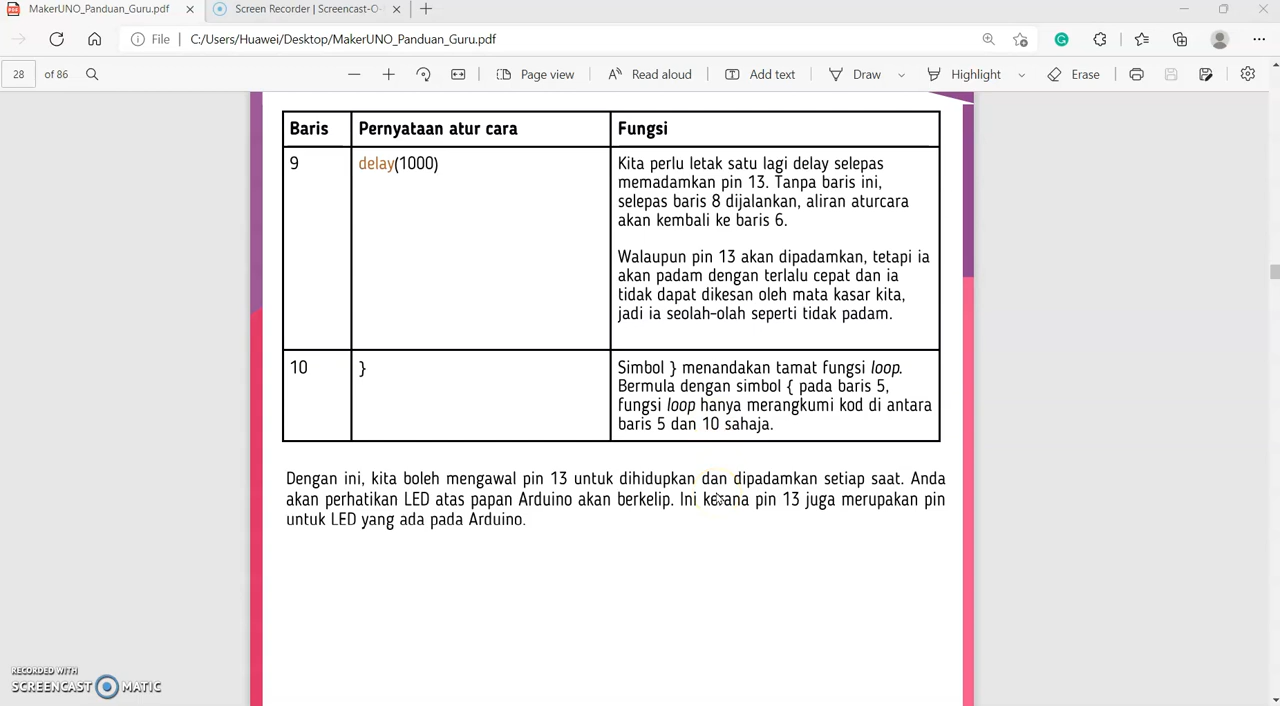 MakerUNO_Panduan_Guru.pdf
Screen Recorder | Screencast-O-
File
C:/Users/Huawei/Desktop/MakerUNO_Panduan_Guru.pdf
28 of 86
Page view
Read aloud
Add text
Draw
Highlight
Erase
Baris Pernyataan atur cara Fungsi
9 delay(1000) Kita perlu letak satu lagi delay selepas
memadamkan pin 13. Tanpa baris ini,
selepas baris 8 dijalankan, aliran aturcara
akan kembali ke baris 6.
Walaupun pin 13 akan dipadamkan, tetapi ia
akan padam dengan terlalu cepat dan ia
tidak dapat dikesan oleh mata kasar kita,
jadi ia seolah-olah seperti tidak padam.
10 } Simbol } menandakan tamat fungsi loop.
Bermula dengan simbol { pada baris 5,
fungsi loop hanya merangkumi kod di antara
baris 5 dan 10 sahaja.
Dengan ini, kita boleh mengawal pin 13 untuk dihidupkan dan dipadamkan setiap saat. Anda
akan perhatikan LED atas papan Arduino akan berkelip. Ini kerana pin 13 juga merupakan pin
untuk LED yang ada pada Arduino.
RECORDED WITH
SCREENCAST MATIC